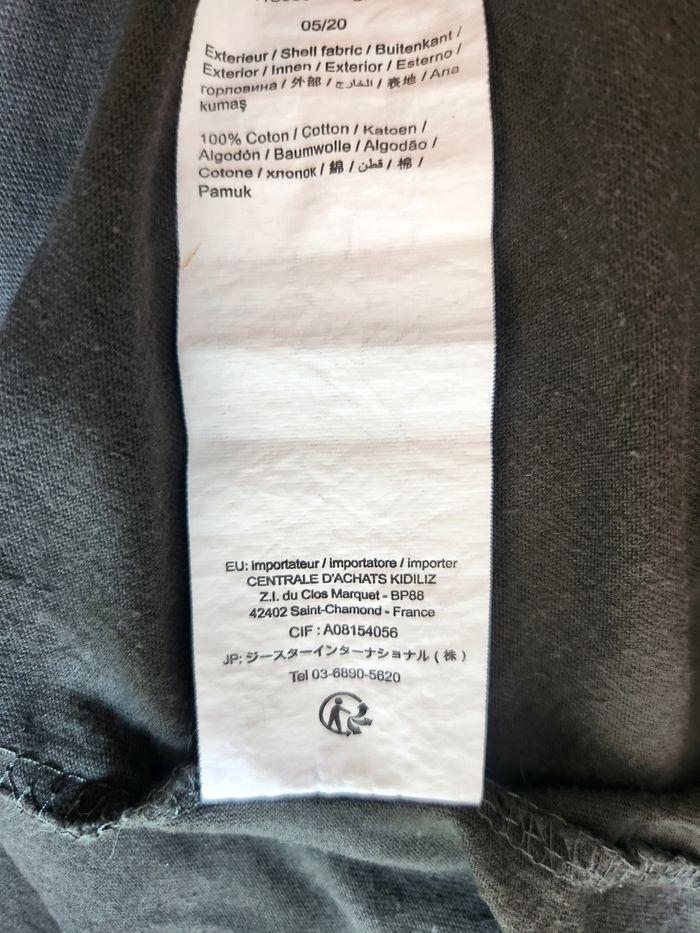 05/20
Exterieur / Shell fabric / Buitenkant /
Exterior / Innen / Exterior / Esterno /
горловина / 外部 / الخارج / 表地 / Ana
kumaş
100% Coton / Cotton / Katoen /
Algodón / Baumwolle / Algodão /
Cotone / хлопок / 綿 / قطن / 棉 /
Pamuk
EU: importateur / importatore / importer
CENTRALE D'ACHATS KIDILIZ
Z.I. du Clos Marquet - BP88
42402 Saint-Chamond - France
CIF : A08154056
JP: ジースターインターナショナル ( 株 )
Tel 03-6890-5620